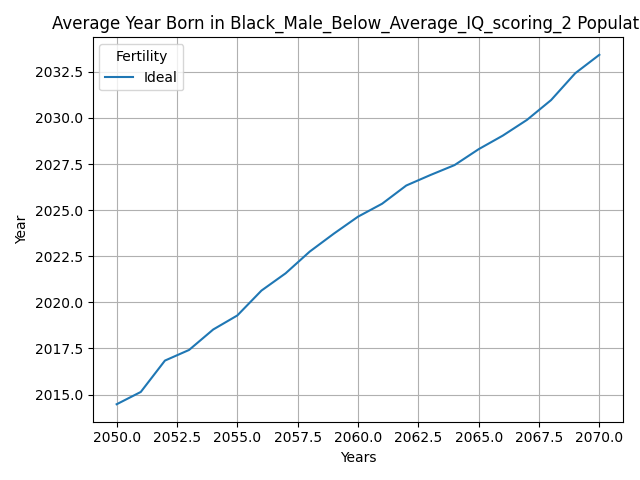 Average Year Born in Black_Male_Below_Average_IQ_scoring_2 Populat
Fertility
Ideal
Year
2032.5
2030.0
2027.5
2025.0
2022.5
2020.0
2017.5
2015.0
2050.0 2052.5 2055.0 2057.5 2060.0 2062.5 2065.0 2067.5 2070.0
Years